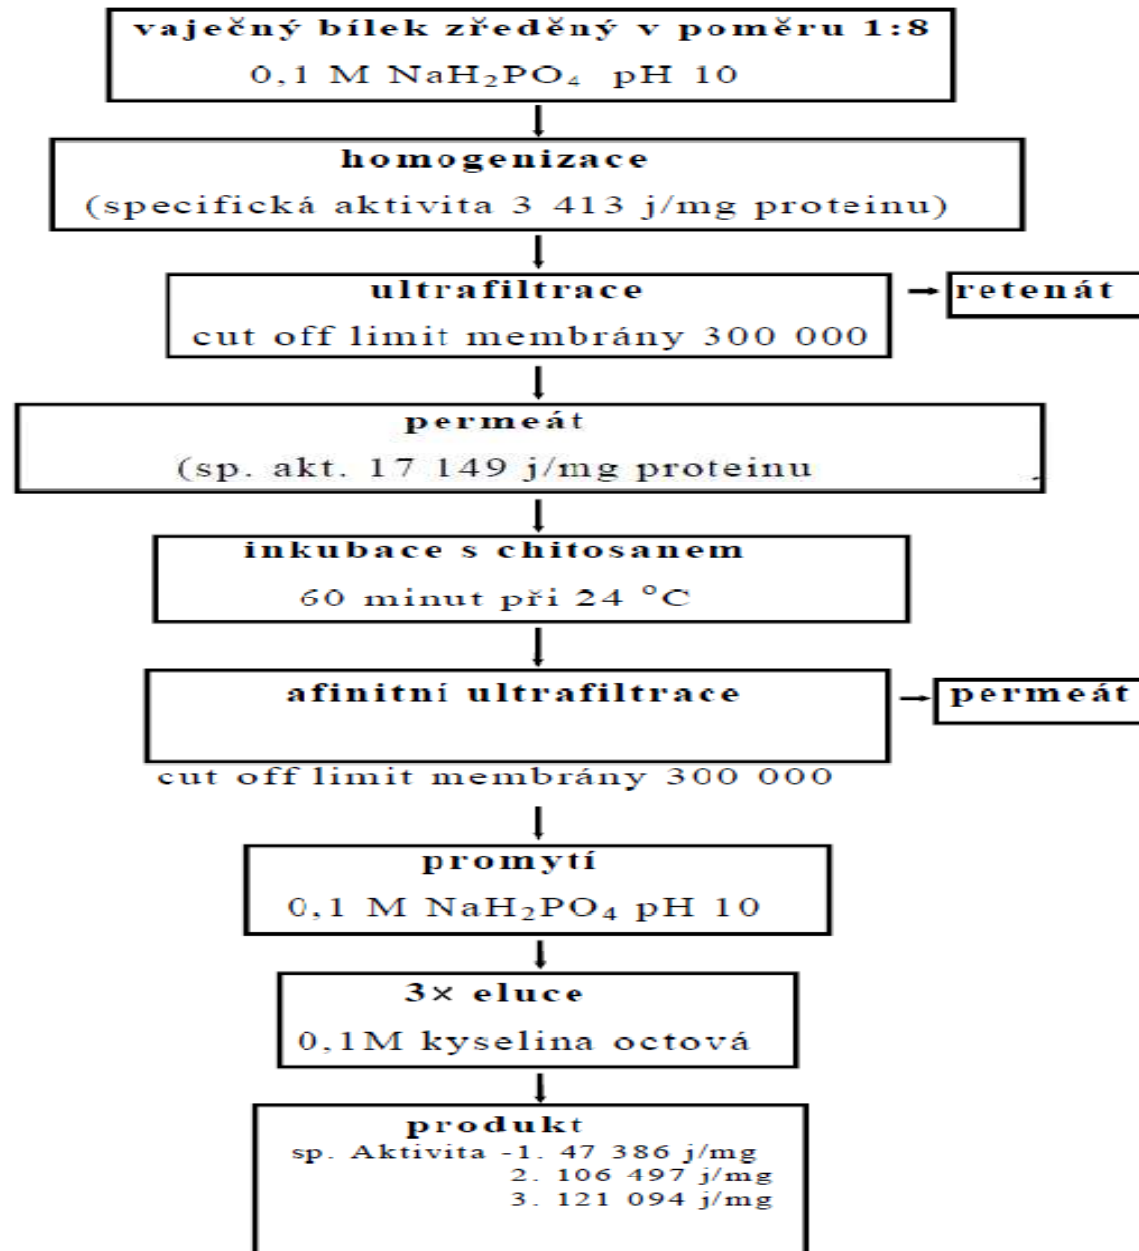 vaječný bílek zředěný v poměru 1:8
0,1 M NaH₂PO₄ pH 10
homogenizace
(specifická aktivita 3 413 j/mg proteinu)
ultrafiltrace
retenát
cut off limit membrány 300 000
permeát
(sp. akt. 17 149 j/mg proteinu
inkubace s chitosanem
60 minut při 24 °C
afinitní ultrafiltrace
permeát
cut off limit membrány 300 000
promytí
0,1 M NaH₂PO₄ pH 10
3× eluce
0,1M kyselina octová
produkt
sp. Aktivita -1. 47 386 j/mg
2. 106 497 j/mg
3. 121 094 j/mg